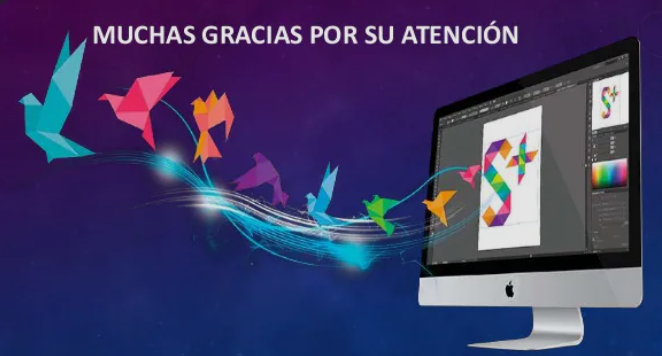 MUCHAS GRACIAS POR SU ATENCIÓN
S+